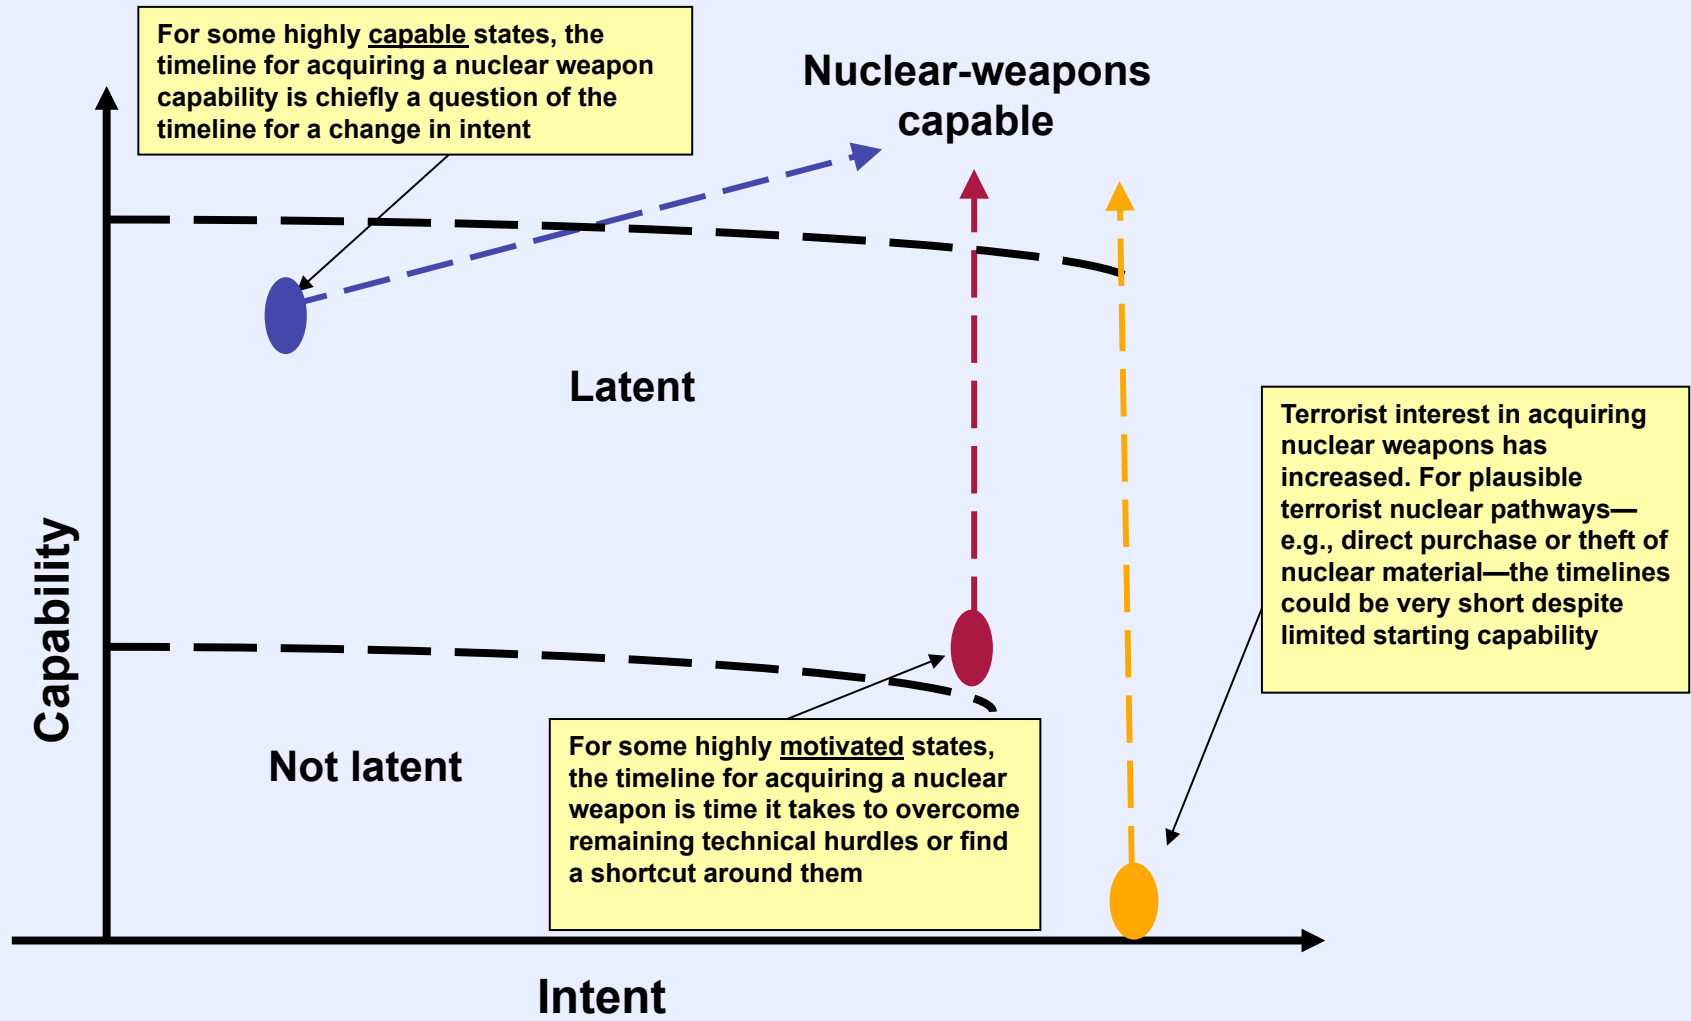 For some highly capable states, the
timeline for acquiring a nuclear weapon
capability is chiefly a question of the
timeline for a change in intent
Nuclear-weapons
capable
Latent
Terrorist interest in acquiring
nuclear weapons has
increased. For plausible
terrorist nuclear pathways—
e.g., direct purchase or theft of
nuclear material—the timelines
could be very short despite
limited starting capability
Capability
Not latent
For some highly motivated states,
the timeline for acquiring a nuclear
weapon is time it takes to overcome
remaining technical hurdles or find
a shortcut around them
Intent